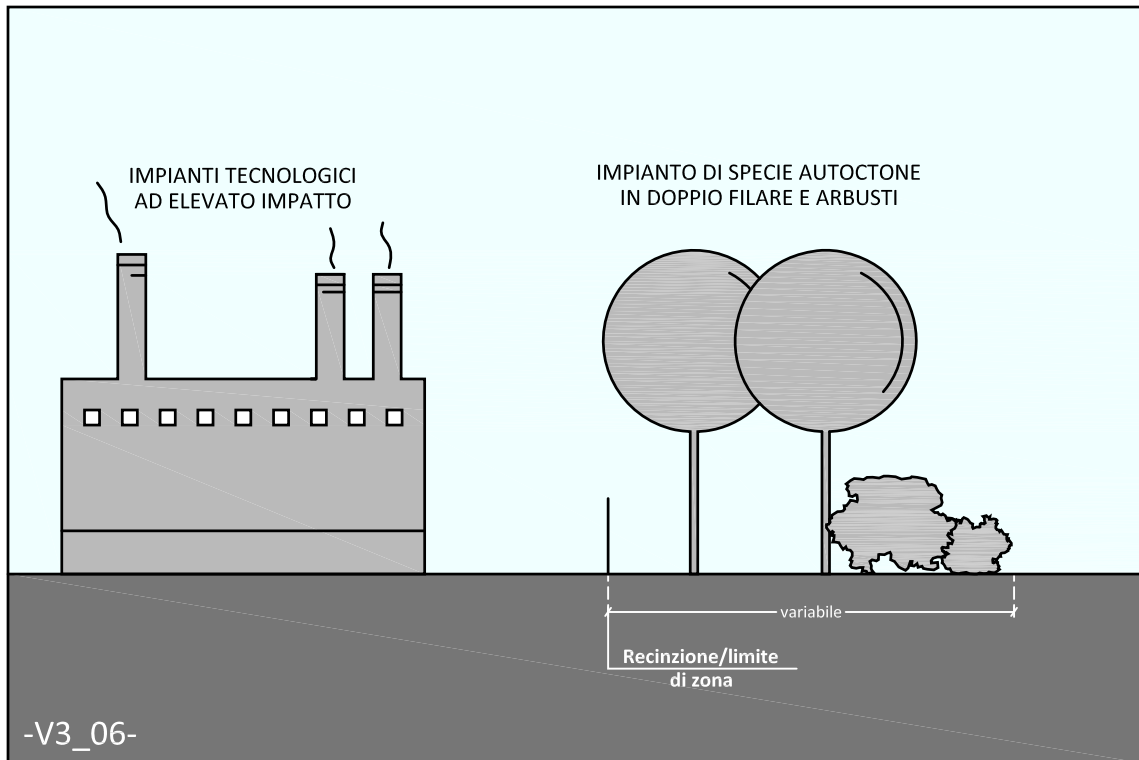 IMPIANTI TECNOLOGICI
AD ELEVATO IMPATTO
IMPIANTO DI SPECIE AUTOCTONE
IN DOPPIO FILARE E ARBUSTI
variabile
Recinzione/limite
di zona
-V3_06-